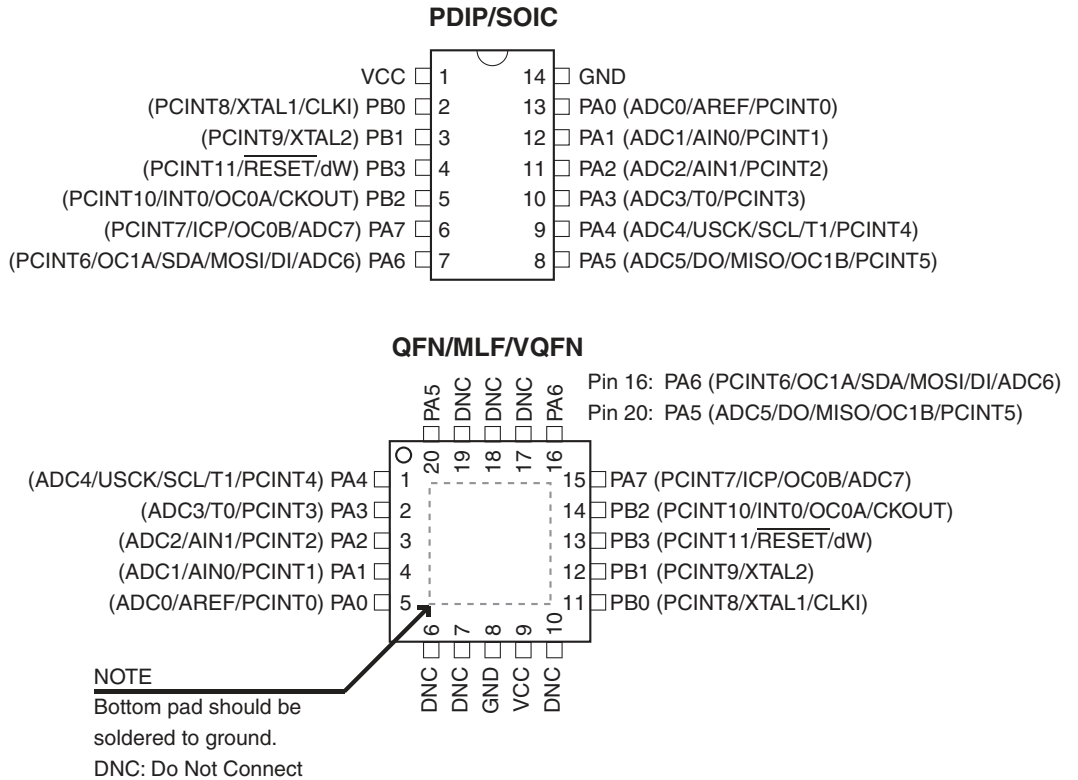 PDIP/SOIC
VCC 1 14 GND
(PCINT8/XTAL1/CLKI) PB0 2 13 PA0 (ADC0/AREF/PCINT0)
(PCINT9/XTAL2) PB1 3 12 PA1 (ADC1/AIN0/PCINT1)
(PCINT11/RESET/dW) PB3 4 11 PA2 (ADC2/AIN1/PCINT2)
(PCINT10/INT0/OC0A/CKOUT) PB2 5 10 PA3 (ADC3/T0/PCINT3)
(PCINT7/ICP/OC0B/ADC7) PA7 6 9 PA4 (ADC4/USCK/SCL/T1/PCINT4)
(PCINT6/OC1A/SDA/MOSI/DI/ADC6) PA6 7 8 PA5 (ADC5/DO/MISO/OC1B/PCINT5)
QFN/MLF/VQFN
Pin 16: PA6 (PCINT6/OC1A/SDA/MOSI/DI/ADC6)
Pin 20: PA5 (ADC5/DO/MISO/OC1B/PCINT5)
PA5 DNC DNC DNC PA6
20 19 18 17 16
(ADC4/USCK/SCL/T1/PCINT4) PA4 1 15 PA7 (PCINT7/ICP/OC0B/ADC7)
(ADC3/T0/PCINT3) PA3 2 14 PB2 (PCINT10/INT0/OC0A/CKOUT)
(ADC2/AIN1/PCINT2) PA2 3 13 PB3 (PCINT11/RESET/dW)
(ADC1/AIN0/PCINT1) PA1 4 12 PB1 (PCINT9/XTAL2)
(ADC0/AREF/PCINT0) PA0 5 11 PB0 (PCINT8/XTAL1/CLKI)
6 7 8 9 10
DNC DNC GND VCC DNC
NOTE
Bottom pad should be
soldered to ground.
DNC: Do Not Connect